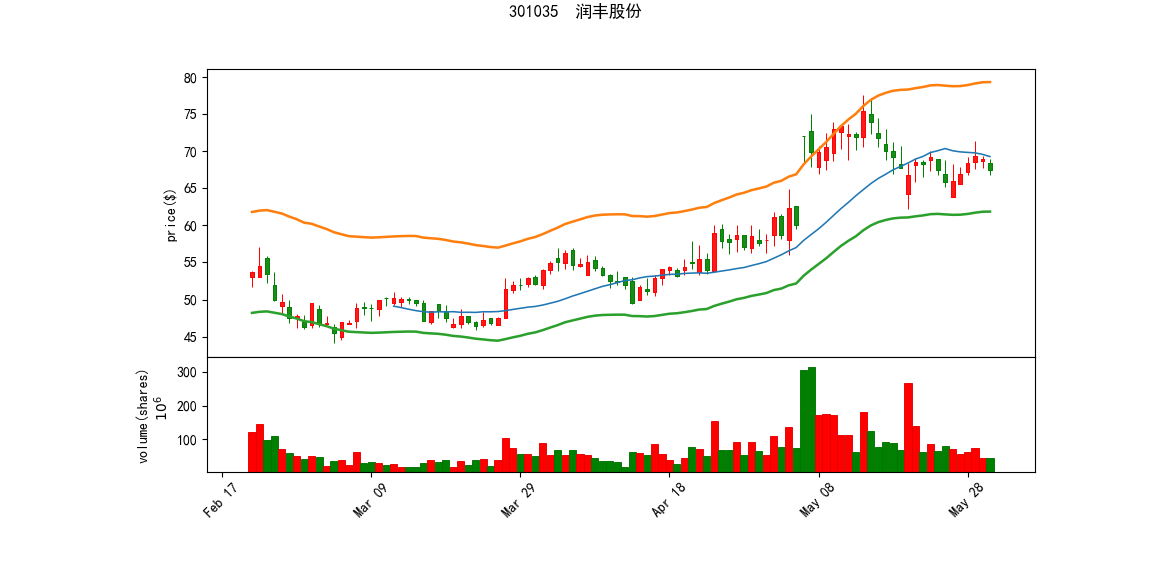 301035 润丰股份
price($)
80
75
70
65
60
55
50
45
volume(shares)
10^6
300
200
100
Feb 17
Mar 09
Mar 29
Apr 18
May 08
May 28